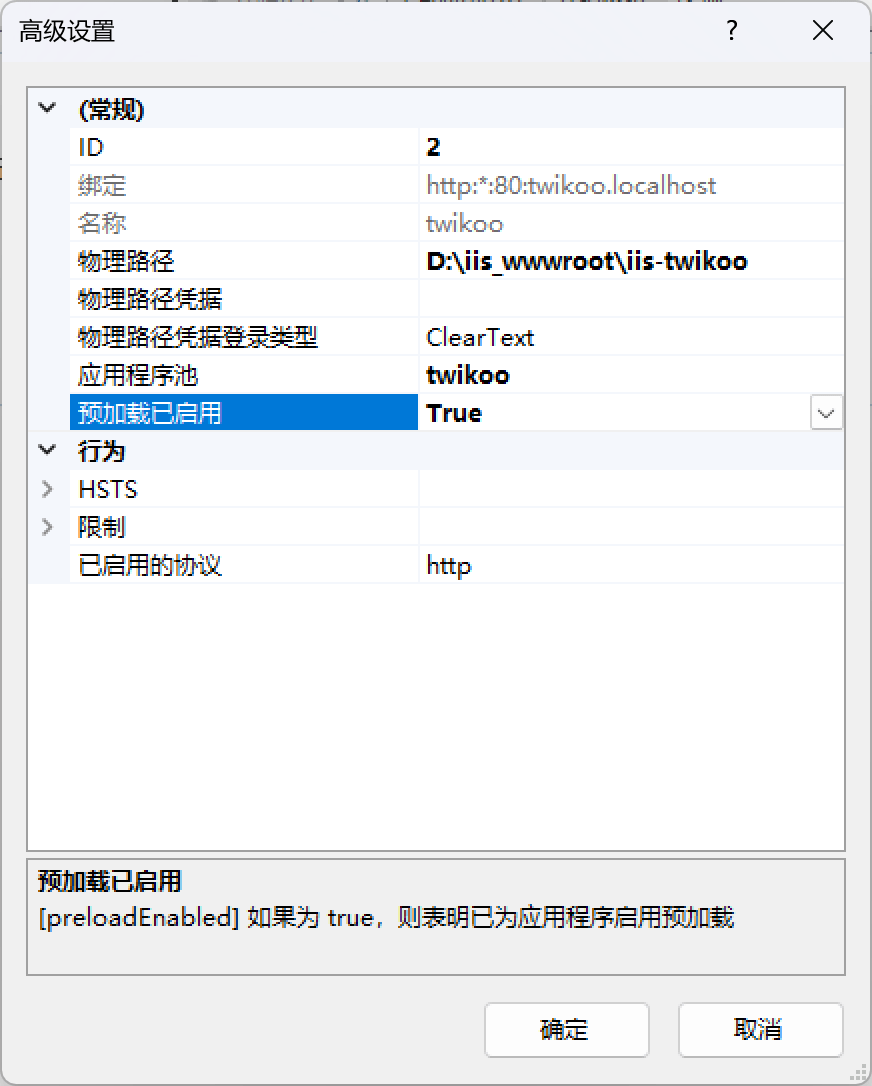 高级设置
?
(常规)
ID 2
绑定 http:*:80:twikoo.localhost
名称 twikoo
物理路径 D:\iis_wwwroot\iis-twikoo
物理路径凭据
物理路径凭据登录类型 ClearText
应用程序池 twikoo
预加载已启用 True
行为
HSTS
限制
已启用的协议 http
预加载已启用
[preloadEnabled] 如果为 true，则表明已为应用程序启用预加载
确定 取消